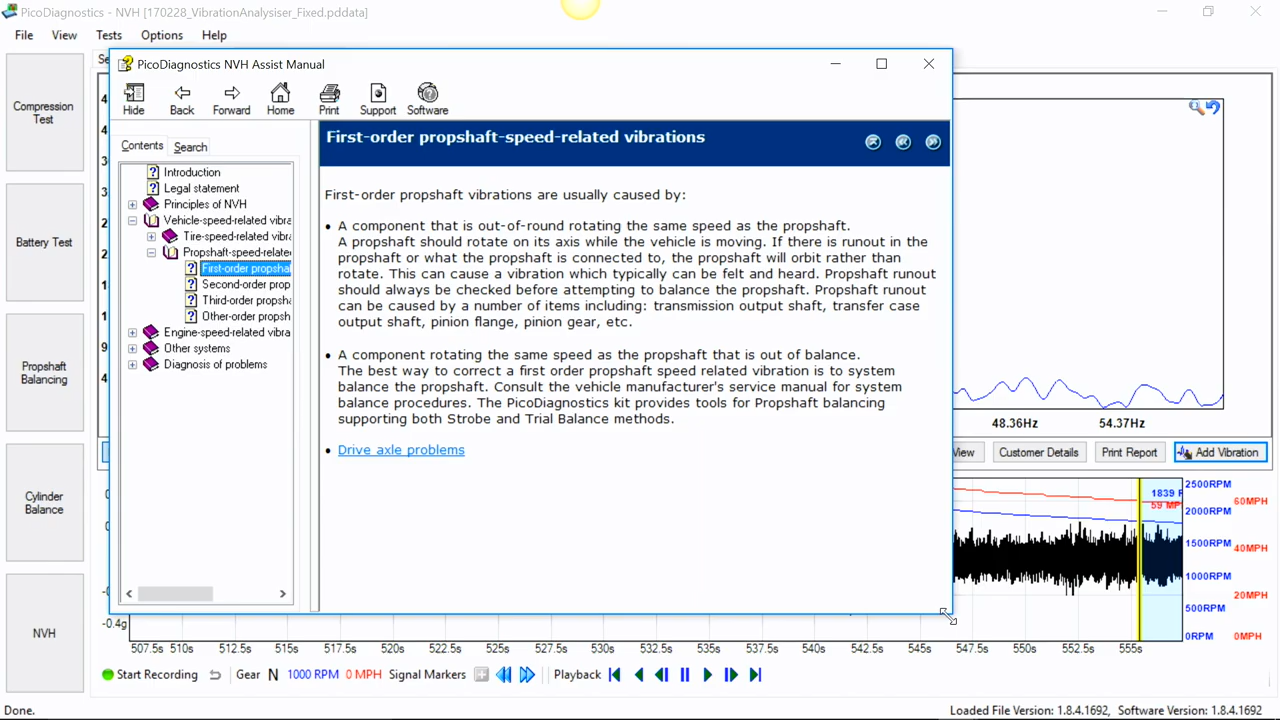 PicoDiagnostics - NVH [170228_VibrationAnalysiser_Fixed.pddata]
File View Tests Options Help
Compression
Test
Battery Test
Propshaft
Balancing
Cylinder
Balance
NVH
PicoDiagnostics NVH Assist Manual
Hide Back Forward Home Print Support Software
Contents Search
Introduction
Legal statement
Principles of NVH
Vehicle-speed-related vibra
Tire-speed-related vibr
Propshaft-speed-relate
First-order propsha
Second-order prop
Third-order propsh
Other-order propsh
Engine-speed-related vibra
Other systems
Diagnosis of problems
First-order propshaft-speed-related vibrations
First-order propshaft vibrations are usually caused by:
• A component that is out-of-round rotating the same speed as the propshaft.
A propshaft should rotate on its axis while the vehicle is moving. If there is runout in the
propshaft or what the propshaft is connected to, the propshaft will orbit rather than
rotate. This can cause a vibration which typically can be felt and heard. Propshaft runout
should always be checked before attempting to balance the propshaft. Propshaft runout
can be caused by a number of items including: transmission output shaft, transfer case
output shaft, pinion flange, pinion gear, etc.
• A component rotating the same speed as the propshaft that is out of balance.
The best way to correct a first order propshaft speed related vibration is to system
balance the propshaft. Consult the vehicle manufacturer's service manual for system
balance procedures. The PicoDiagnostics kit provides tools for Propshaft balancing
supporting both Strobe and Trial Balance methods.
• Drive axle problems
48.36Hz 54.37Hz
View Customer Details Print Report Add Vibration
1839 R
59 MP
2500RPM
2000RPM
1500RPM
1000RPM
500RPM
0RPM
60MPH
40MPH
20MPH
0MPH
-0.4g
507.5s 510s 512.5s 515s 517.5s 520s 522.5s 525s 527.5s 530s 532.5s 535s 537.5s 540s 542.5s 545s 547.5s 550s 552.5s 555s
Start Recording Gear N 1000 RPM 0 MPH Signal Markers Playback
Done. Loaded File Version: 1.8.4.1692, Software Version: 1.8.4.1692